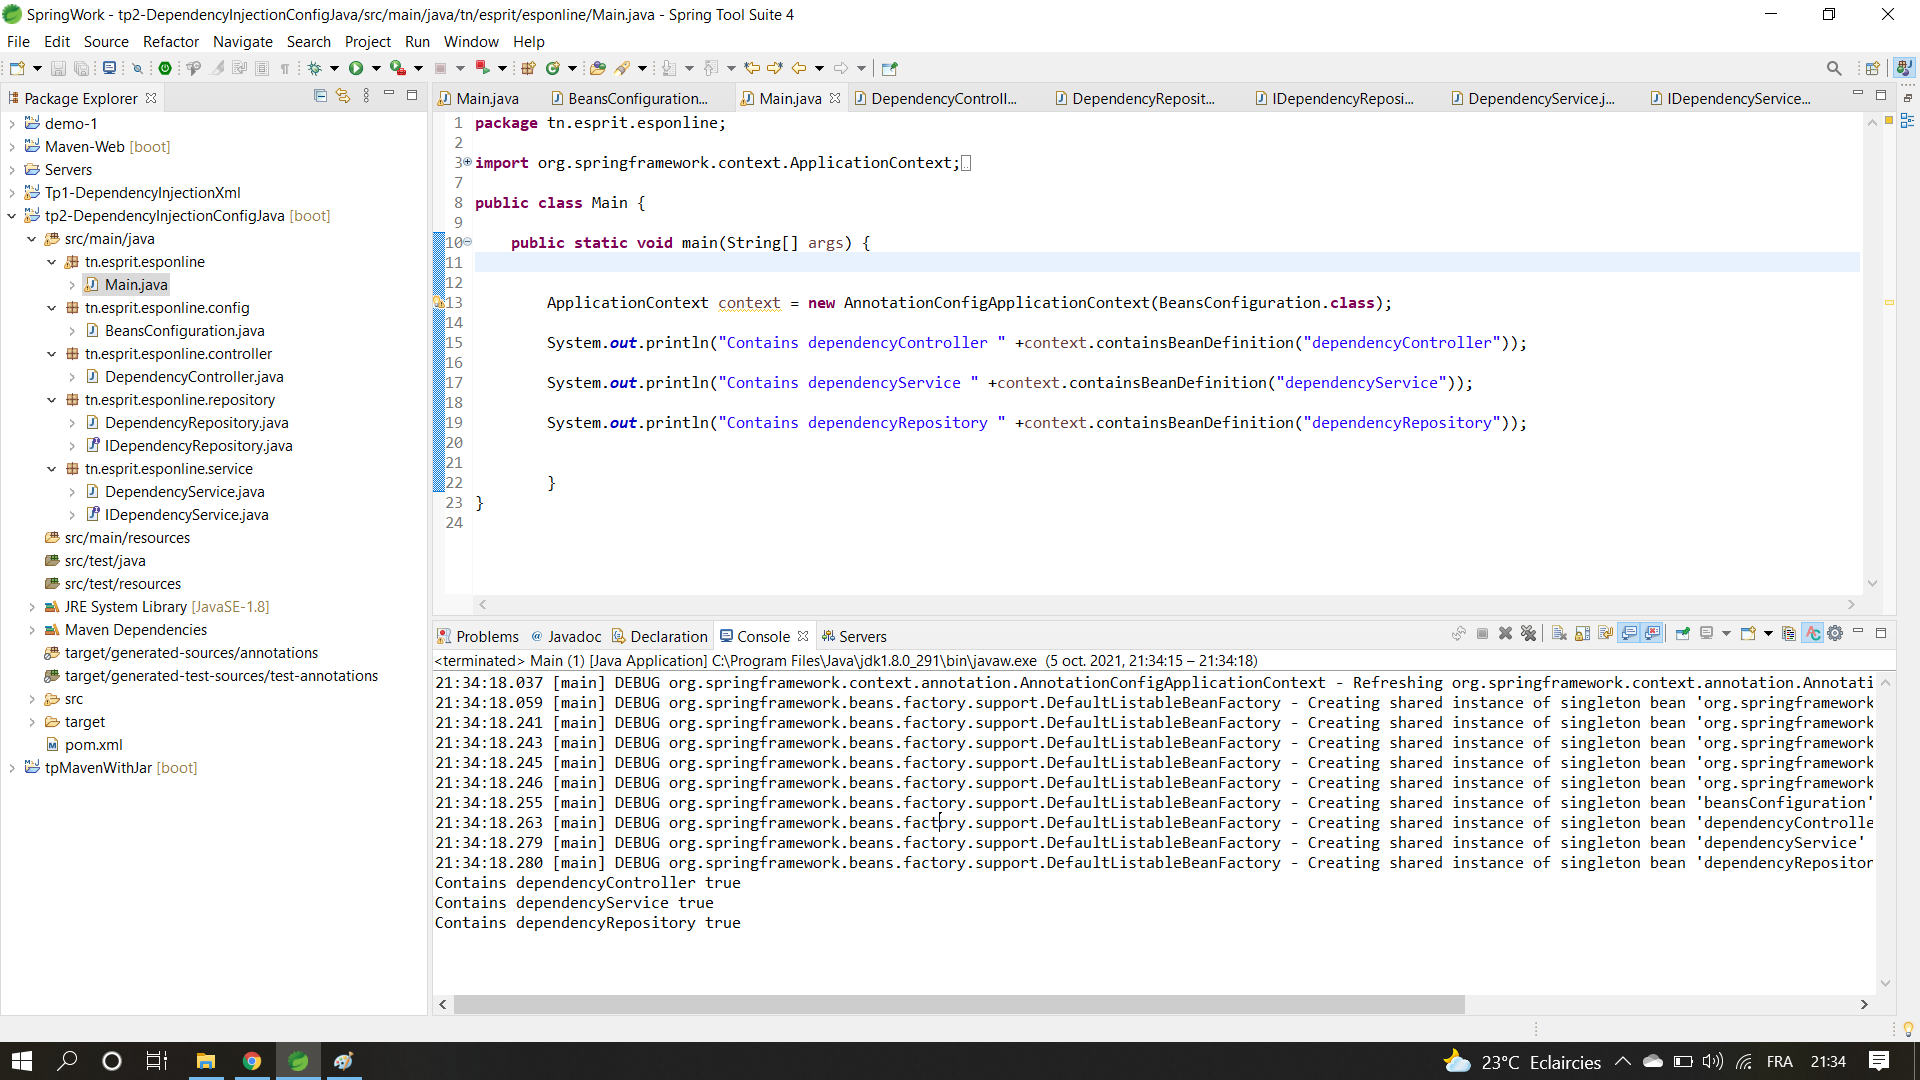 SpringWork - tp2-DependencyInjectionConfigJava/src/main/java/tn/esprit/esponline/Main.java - Spring Tool Suite 4
File Edit Source Refactor Navigate Search Project Run Window Help
Package Explorer
demo-1
Maven-Web [boot]
Servers
Tp1-DependencyInjectionXml
tp2-DependencyInjectionConfigJava [boot]
src/main/java
tn.esprit.esponline
Main.java
tn.esprit.esponline.config
BeansConfiguration.java
tn.esprit.esponline.controller
DependencyController.java
tn.esprit.esponline.repository
DependencyRepository.java
IDependencyRepository.java
tn.esprit.esponline.service
DependencyService.java
IDependencyService.java
src/main/resources
src/test/java
src/test/resources
JRE System Library [JavaSE-1.8]
Maven Dependencies
target/generated-sources/annotations
target/generated-test-sources/test-annotations
src
target
pom.xml
tpMavenWithJar [boot]
Main.java BeansConfiguration... Main.java DependencyControll... DependencyReposit... IDependencyReposi... DependencyService.j... IDependencyService...
1 package tn.esprit.esponline;
2
3 import org.springframework.context.ApplicationContext;
7
8 public class Main {
9
10 public static void main(String[] args) {
11
12
13 ApplicationContext context = new AnnotationConfigApplicationContext(BeansConfiguration.class);
14
15 System.out.println("Contains dependencyController " +context.containsBeanDefinition("dependencyController"));
16
17 System.out.println("Contains dependencyService " +context.containsBeanDefinition("dependencyService"));
18
19 System.out.println("Contains dependencyRepository " +context.containsBeanDefinition("dependencyRepository"));
20
21
22 }
23 }
24
Problems Javadoc Declaration Console Servers
<terminated> Main (1) [Java Application] C:\Program Files\Java\jdk1.8.0_291\bin\javaw.exe (5 oct. 2021, 21:34:15 – 21:34:18)
21:34:18.037 [main] DEBUG org.springframework.context.annotation.AnnotationConfigApplicationContext - Refreshing org.springframework.context.annotation.Annotati
21:34:18.059 [main] DEBUG org.springframework.beans.factory.support.DefaultListableBeanFactory - Creating shared instance of singleton bean 'org.springframework
21:34:18.241 [main] DEBUG org.springframework.beans.factory.support.DefaultListableBeanFactory - Creating shared instance of singleton bean 'org.springframework
21:34:18.243 [main] DEBUG org.springframework.beans.factory.support.DefaultListableBeanFactory - Creating shared instance of singleton bean 'org.springframework
21:34:18.245 [main] DEBUG org.springframework.beans.factory.support.DefaultListableBeanFactory - Creating shared instance of singleton bean 'org.springframework
21:34:18.246 [main] DEBUG org.springframework.beans.factory.support.DefaultListableBeanFactory - Creating shared instance of singleton bean 'org.springframework
21:34:18.255 [main] DEBUG org.springframework.beans.factory.support.DefaultListableBeanFactory - Creating shared instance of singleton bean 'beansConfiguration'
21:34:18.263 [main] DEBUG org.springframework.beans.factory.support.DefaultListableBeanFactory - Creating shared instance of singleton bean 'dependencyControlle
21:34:18.279 [main] DEBUG org.springframework.beans.factory.support.DefaultListableBeanFactory - Creating shared instance of singleton bean 'dependencyService'
21:34:18.280 [main] DEBUG org.springframework.beans.factory.support.DefaultListableBeanFactory - Creating shared instance of singleton bean 'dependencyRepositor
Contains dependencyController true
Contains dependencyService true
Contains dependencyRepository true
23°C Eclaircies FRA 21:34